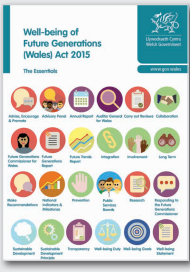 Well-being of
Future Generations
(Wales) Act 2015
The Essentials
Llywodraeth Cymru
Welsh Government
www.gov.wales
Advise, Encourage & Promote
Advisory Panel
Annual Report
Auditor General for Wales
Carry out Reviews
Collaboration
Future Generations Commissioner for Wales
Future Generations Report
Future Trends Report
Integration
Involvement
Long Term
Make Recommendations
National Indicators & Milestones
Prevention
Public Services Boards
Research
Responding to the Future Generations Commissioner
Sustainable Development
Sustainable Development Principle
Transparency
Well-being Duty
Well-being Goals
Well-being Statement